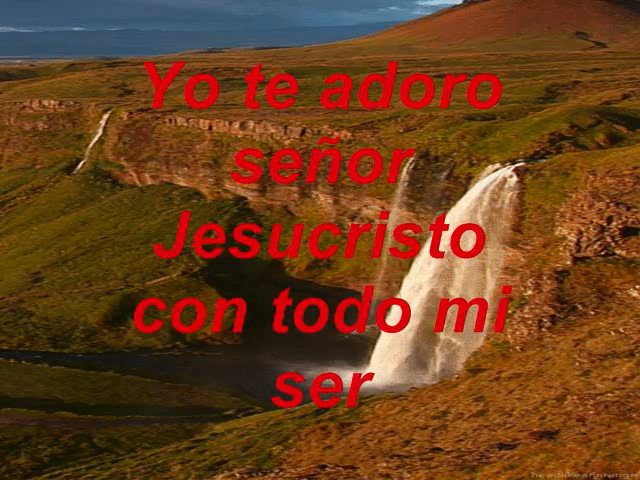 Yo te adoro
señor
Jesucristo
con todo mi
ser